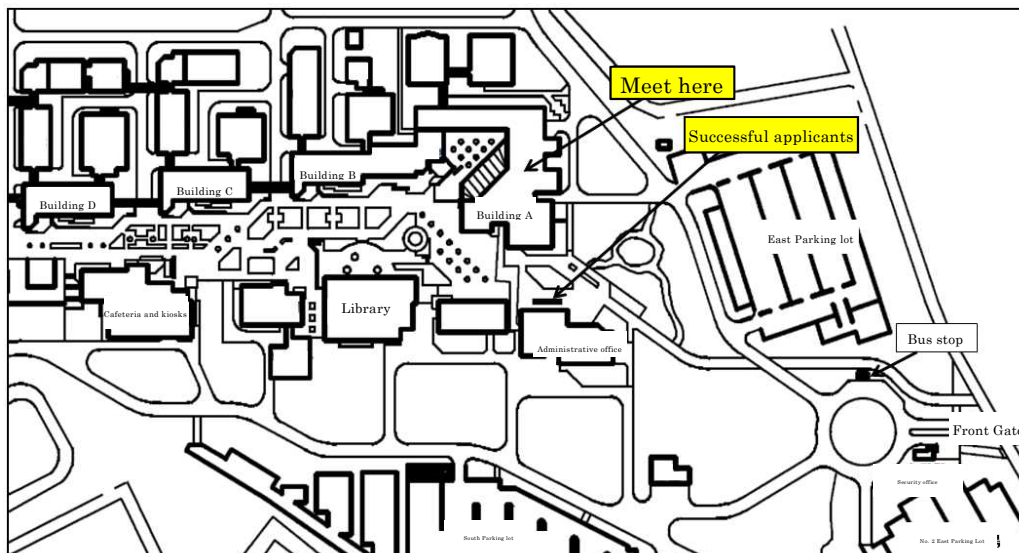 Meet here
Successful applicants
Building C
Building B
Building D
Building A
East Parking lot
Cafeteria and kiosks
Library
Administrative office
Bus stop
Front Gate
Security office
South Parking lot
No. 2 East Parking Lot